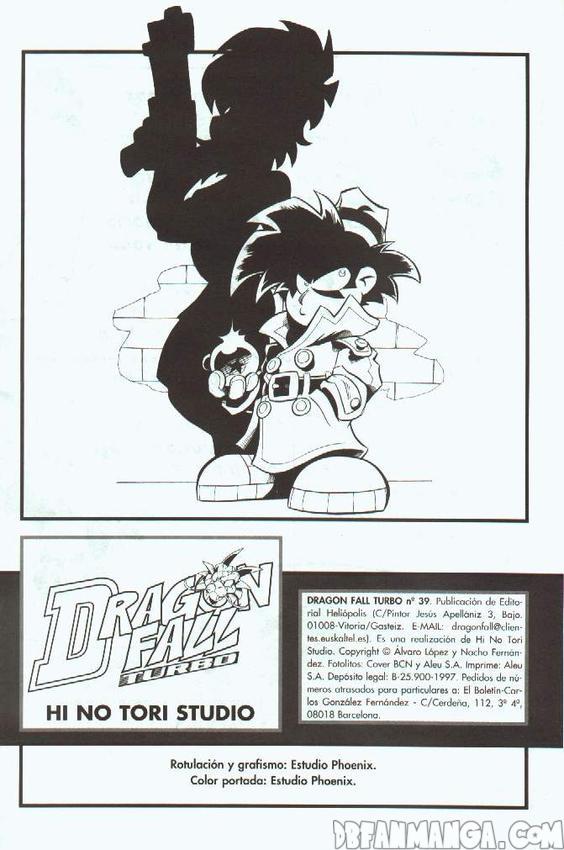 DRAGON
FALL
TURBO
HI NO TORI STUDIO
DRAGON FALL TURBO nº 39. Publicación de Edito-
rial Heliópolis (C/Pintor Jesús Apellániz 3, Bajo.
01008-Vitoria/Gasteiz. E-MAIL: dragonfall@clien-
tes.euskaltel.es). Es una realización de Hi No Tori
Studio. Copyright © Álvaro López y Nacho Fernán-
dez. Fotolitos: Cover BCN y Aleu S.A. Imprime: Aleu
S.A. Depósito legal: B-25.900-1997. Pedidos de nú-
meros atrasados para particulares a: El Boletín-Car-
los González Fernández - C/Cerdeña, 112, 3º 4º,
08018 Barcelona.
Rotulación y grafismo: Estudio Phoenix.
Color portada: Estudio Phoenix.
DBFANMANGA.COM